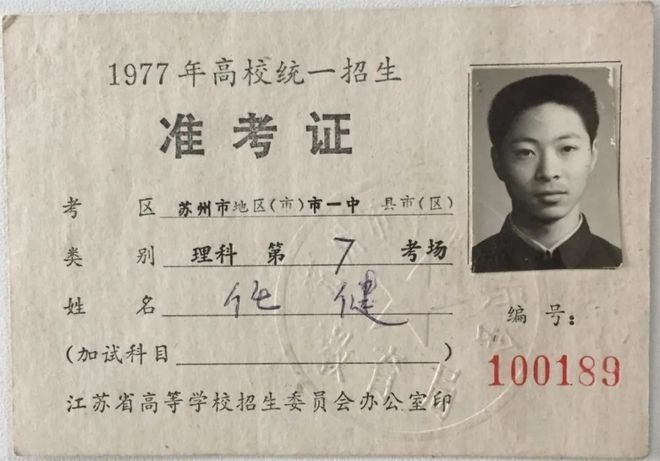 1977年高校统一招生
准考证
考区 苏州市地区(市)市一中 县市(区)
类别 理科 第 7 考场
姓名 健
(加试科目 )
编号:
100189
江苏省高等学校招生委员会办公室印